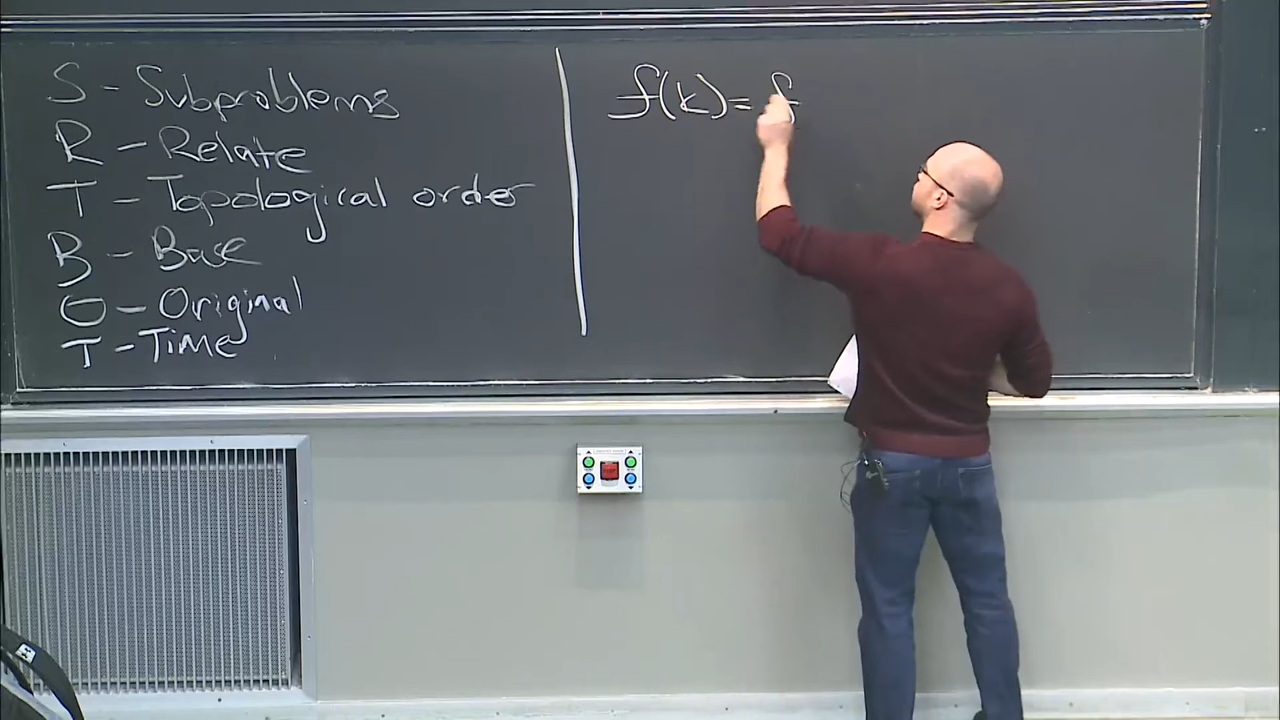 S - Subproblems
R - Relate
T - Topological order
B - Base
O - Original
T - Time
f(k) = f